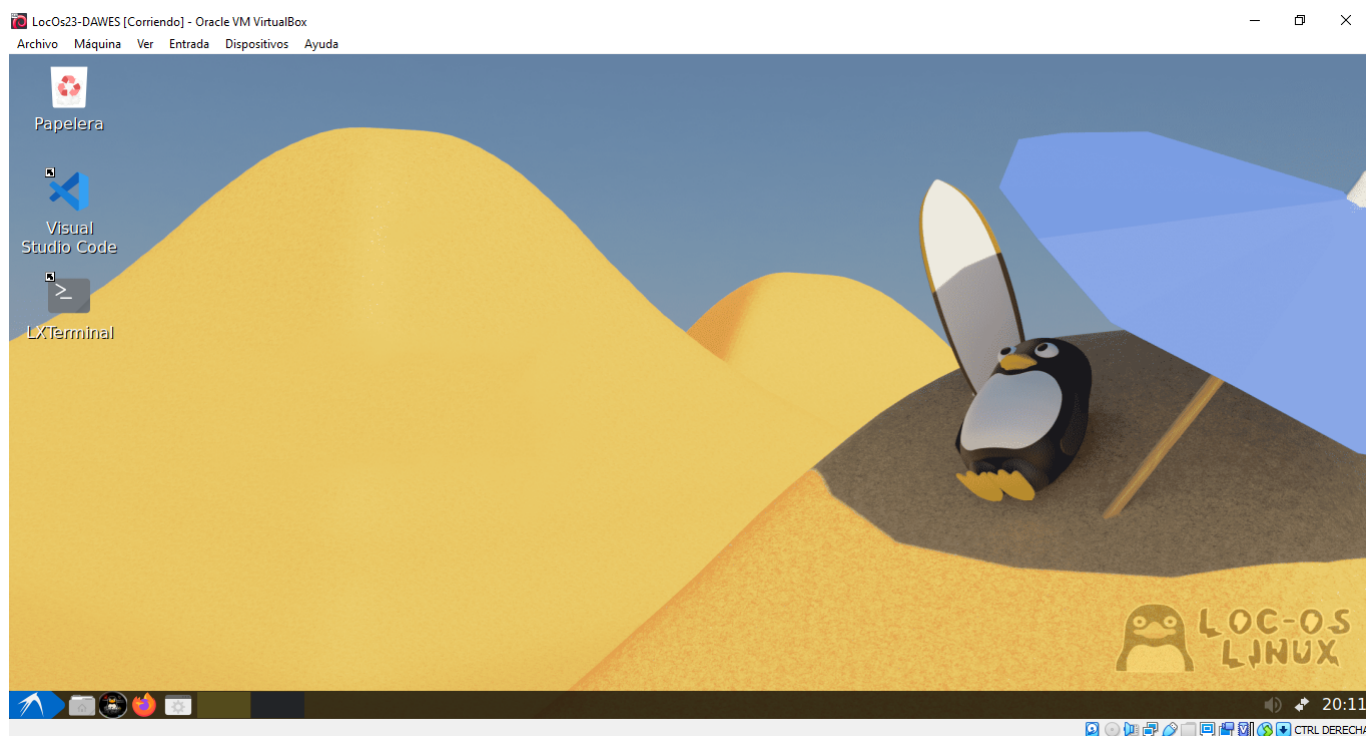 LocOs23-DAWES [Corriendo] - Oracle VM VirtualBox
Archivo Máquina Ver Entrada Dispositivos Ayuda
Papelera
Visual
Studio Code
LXTerminal
LOC-OS
LINUX
20:11
CTRL DERECHA